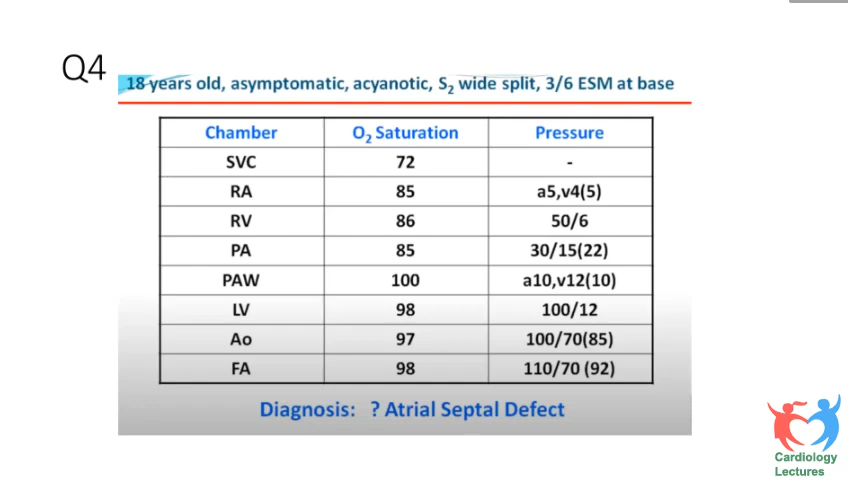 Q4
18 years old, asymptomatic, acyanotic, S2 wide split, 3/6 ESM at base
Chamber O2 Saturation Pressure
SVC 72 -
RA 85 a5,v4(5)
RV 86 50/6
PA 85 30/15(22)
PAW 100 a10,v12(10)
LV 98 100/12
Ao 97 100/70(85)
FA 98 110/70 (92)
Diagnosis: ? Atrial Septal Defect
Cardiology
Lectures